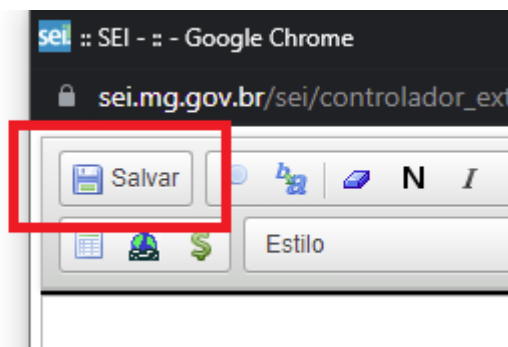 sei! :: SEI - :: - Google Chrome
sei.mg.gov.br/sei/controlador_ext
Salvar N I
$ Estilo